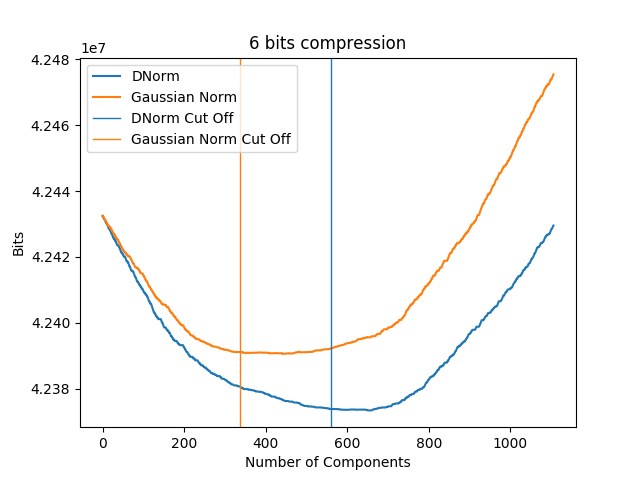 6 bits compression
1e7
4.248
4.246
4.244
4.242
4.240
4.238
Bits
DNorm
Gaussian Norm
DNorm Cut Off
Gaussian Norm Cut Off
0 200 400 600 800 1000
Number of Components